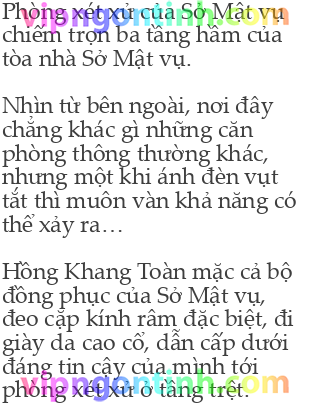 Phòng xét xử của Sở Mật vụ
vipngontinh.com
chiếm trọn ba tầng hầm của
tòa nhà Sở Mật vụ.
Nhìn từ bên ngoài, nơi đây
chẳng khác gì những căn
phòng thông thường khác,
nhưng một khi ánh đèn vụt
tắt thì muôn vàn khả năng có
thể xảy ra…
Hồng Khang Toàn mặc cả bộ
đồng phục của Sở Mật vụ,
đeo cặp kính râm đặc biệt, đi
giày da cao cổ, dẫn cấp dưới
đáng tin cậy của mình tới
vipngontinh.com
phòng xét xử ở tầng trệt.